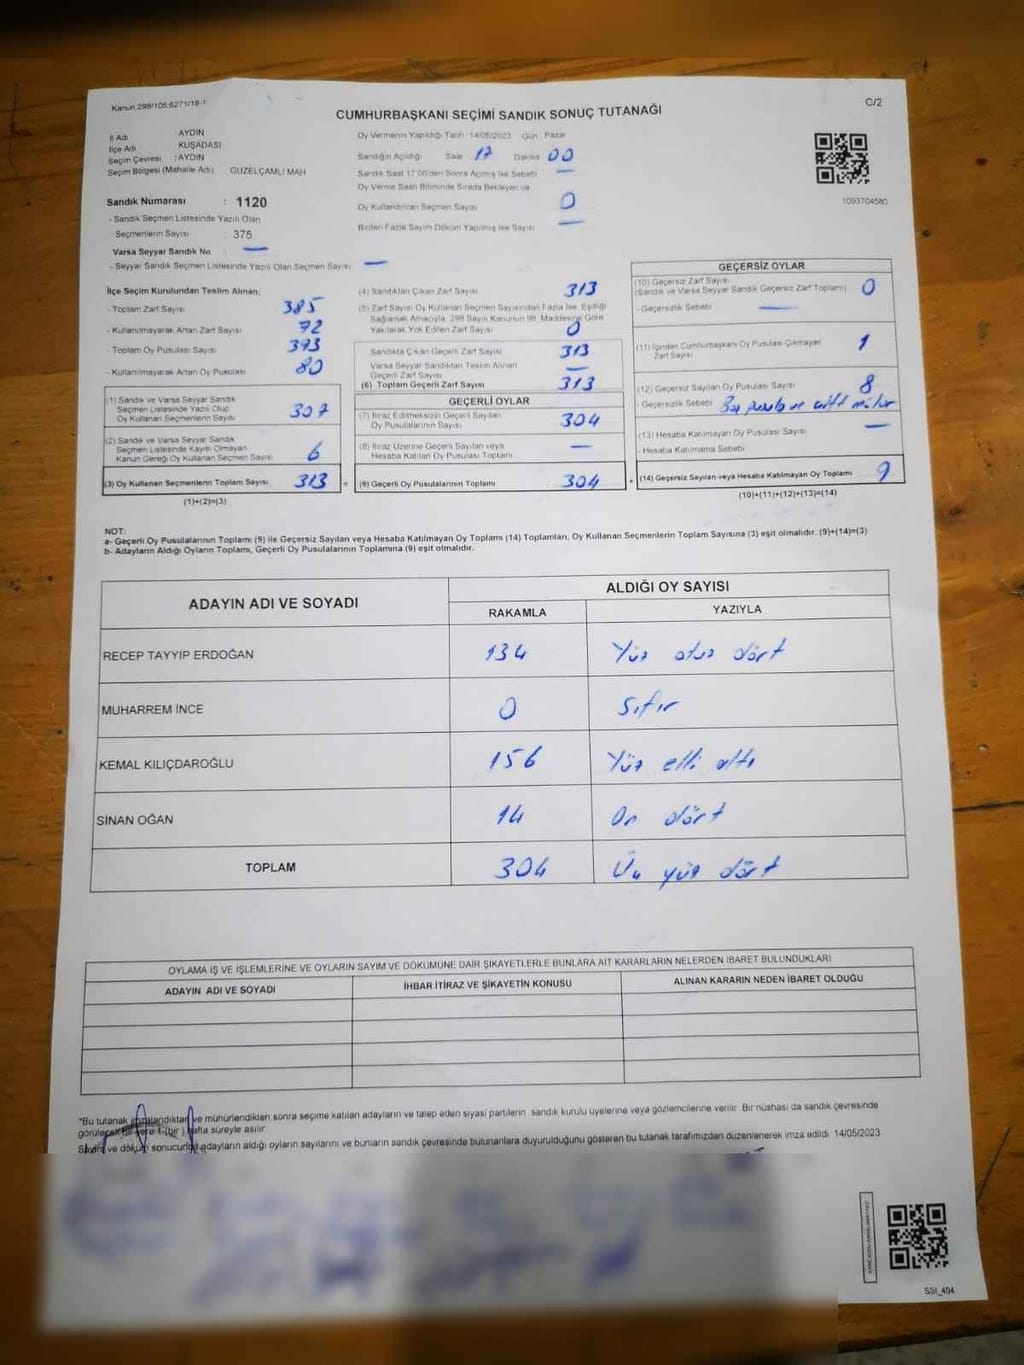 Kanun:298/105;6271/18-1
C/2
CUMHURBAŞKANI SEÇİMİ SANDIK SONUÇ TUTANAĞI
İl Adı AYDIN
İlçe Adı KUŞADASI
Seçim Çevresi : AYDIN
Seçim Bölgesi (Mahalle Adı) GÜZELÇAMLI MAH
Sandık Numarası : 1120
- Sandık Seçmen Listesinde Yazılı Olan
Seçmenlerin Sayısı : 375
Varsa Seyyar Sandık No —
- Seyyar Sandık Seçmen Listesinde Yazılı Olan Seçmen Sayısı: —
Oy Vermenin Yapıldığı Tarih 14/05/2023 Gün Pazar
Sandığın Açıldığı Saat 17 Dakika 00
Sandık Saat 17:00'den Sonra Açılmış İse Sebebi —
Oy Verme Saati Bitiminde Sırada Bekleyen ve
Oy Kullandırılan Seçmen Sayısı 0
Birden Fazla Sayım Döküm Yapılmış İse Sayısı —
1093704580
İlçe Seçim Kurulundan Teslim Alınan:
- Toplam Zarf Sayısı 385
- Kullanılmayarak Artan Zarf Sayısı 72
- Toplam Oy Pusulası Sayısı 393
- Kullanılmayarak Artan Oy Pusulası 80
(1) Sandık ve Varsa Seyyar Sandık
Seçmen Listesinde Yazılı Olup
Oy Kullanan Seçmenlerin Sayısı 307
(2) Sandık ve Varsa Seyyar Sandık
Seçmen Listesinde Kayıtlı Olmayan
Kanun Gereği Oy Kullanan Seçmen Sayısı 6
(3) Oy Kullanan Seçmenlerin Toplam Sayısı 313
(1)+(2)=(3)
(4) Sandıktan Çıkan Zarf Sayısı 313
(5) Zarf Sayısı Oy Kullanan Seçmen Sayısından Fazla İse, Eşitliği
Sağlamak Amacıyla, 298 Sayılı Kanunun 98. Maddesine Göre
Yakılarak Yok Edilen Zarf Sayısı 0
Sandıkta Çıkan Geçerli Zarf Sayısı 313
Varsa Seyyar Sandıktan Teslim Alınan
Geçerli Zarf Sayısı —
(6) Toplam Geçerli Zarf Sayısı 313
GEÇERLİ OYLAR
(7) İtiraz Edilmeksizin Geçerli Sayılan
Oy Pusulalarının Sayısı 304
(8) İtiraz Üzerine Geçerli Sayılan veya
Hesaba Katılan Oy Pusulası Toplamı —
= (9) Geçerli Oy Pusulalarının Toplamı 304
GEÇERSİZ OYLAR
(10) Geçersiz Zarf Sayısı
(Sandık ve Varsa Seyyar Sandık Geçersiz Zarf Toplamı) 0
- Geçersizlik Sebebi —
(11) İçinden Cumhurbaşkanı Oy Pusulası Çıkmayan
Zarf Sayısı 1
(12) Geçersiz Sayılan Oy Pusulası Sayısı 8
- Geçersizlik Sebebi Boş pusula ve çift mühür
(13) Hesaba Katılmayan Oy Pusulası Sayısı —
- Hesaba Katılmama Sebebi
+ (14) Geçersiz Sayılan veya Hesaba Katılmayan Oy Toplamı 9
(10)+(11)+(12)+(13)=(14)
NOT:
a- Geçerli Oy Pusulalarının Toplamı (9) ile Geçersiz Sayılan veya Hesaba Katılmayan Oy Toplamı (14) Toplamları, Oy Kullanan Seçmenlerin Toplam Sayısına (3) eşit olmalıdır. (9)+(14)=(3)
b- Adayların Aldığı Oyların Toplamı, Geçerli Oy Pusulalarının Toplamına (9) eşit olmalıdır.
ADAYIN ADI VE SOYADI ALDIĞI OY SAYISI
RAKAMLA YAZIYLA
RECEP TAYYİP ERDOĞAN 134 Yüz otuz dört
MUHARREM İNCE 0 Sıfır
KEMAL KILIÇDAROĞLU 156 Yüz elli altı
SİNAN OĞAN 14 On dört
TOPLAM 304 Üç yüz dört
OYLAMA İŞ VE İŞLEMLERİNE VE OYLARIN SAYIM VE DÖKÜMÜNE DAİR ŞİKAYETLERLE BUNLARA AİT KARARLARIN NELERDEN İBARET BULUNDUKLARI
ADAYIN ADI VE SOYADI İHBAR İTİRAZ VE ŞİKAYETİN KONUSU ALINAN KARARIN NEDEN İBARET OLDUĞU
*Bu tutanak imzalandıktan ve mühürlendikten sonra seçime katılan adayların ve talep eden siyasi partilerin sandık kurulu üyelerine veya gözlemcilerine verilir. Bir nüshası da sandık çevresinde
görülecek bir yere 1 (bir) hafta süreyle asılır.
Sayım ve döküm sonucunda adayların aldığı oyların sayılarını ve bunların sandık çevresinde bulunanlara duyurulduğunu gösteren bu tutanak tarafımızdan düzenlenerek imza edildi. 14/05/2023
SSI_404